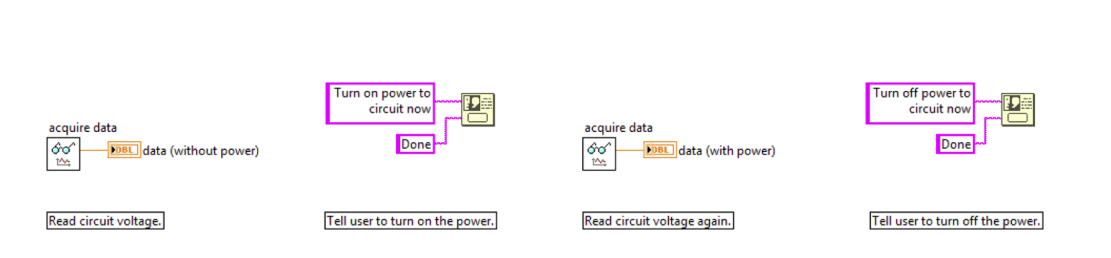 acquire data
DBL
data (without power)
Read circuit voltage.
Turn on power to
circuit now
Done
Tell user to turn on the power.
acquire data
DBL
data (with power)
Read circuit voltage again.
Turn off power to
circuit now
Done
Tell user to turn off the power.